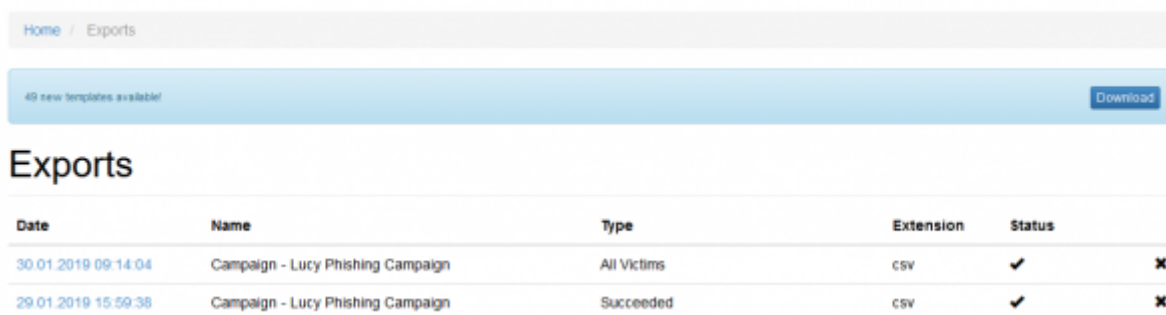 Home / Exports
49 new templates available! Download
Exports
Date Name Type Extension Status
30.01.2019 09:14:04 Campaign - Lucy Phishing Campaign All Victims csv ✔ ✖
29.01.2019 15:59:38 Campaign - Lucy Phishing Campaign Succeeded csv ✔ ✖